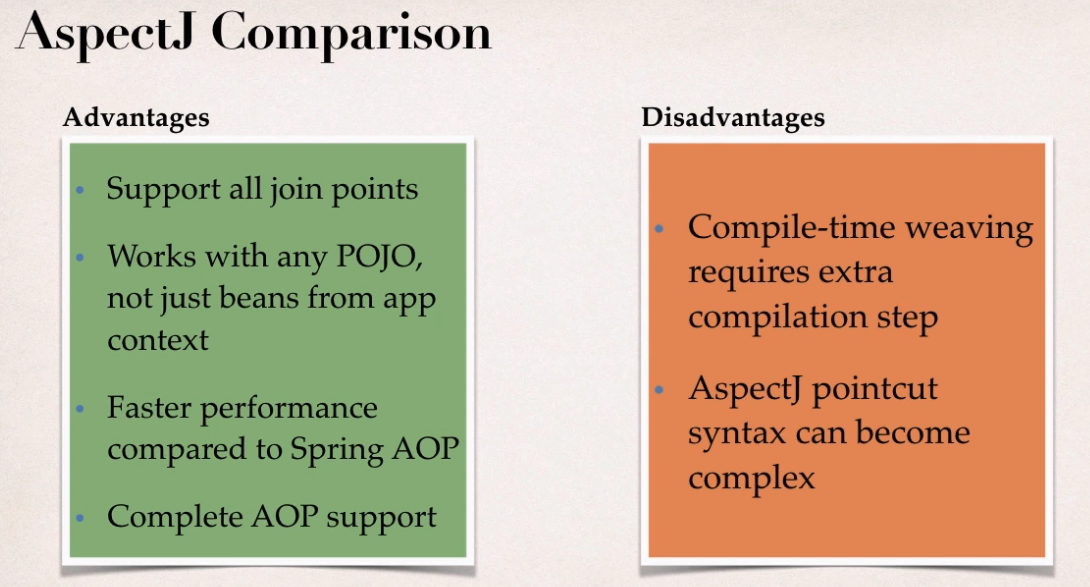 AspectJ Comparison
Advantages
• Support all join points
• Works with any POJO,
not just beans from app
context
• Faster performance
compared to Spring AOP
• Complete AOP support
Disadvantages
• Compile-time weaving
requires extra
compilation step
• AspectJ pointcut
syntax can become
complex